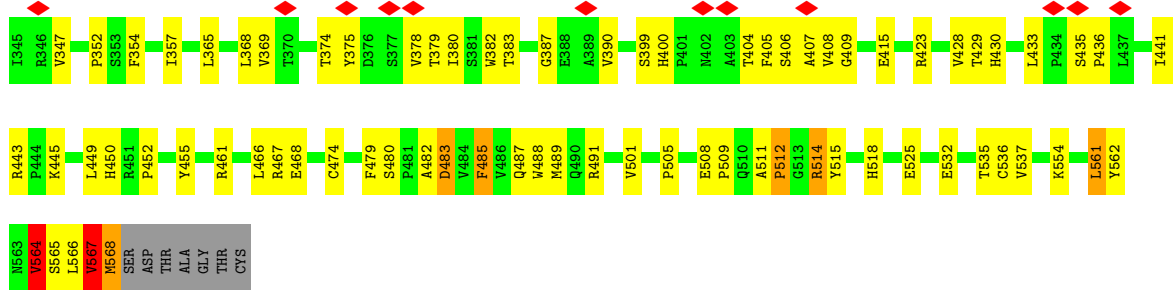 I345 R346 V347 P352 S353 F354 I357 L365 L368 V369 T370 T374 Y375 D376 S377 V378 T379 I380 S381 W382 T383 G387 E388 A389 V390 S399 H400 P401 N402 A403 T404 F405 S406 A407 V408 G409 E415 R423 V428 T429 H430 L433 P434 S435 P436 L437 I441
R443 P444 K445 L449 H450 R451 P452 Y455 R461 L466 R467 E468 C474 F479 S480 P481 A482 D483 V484 F485 V486 Q487 W488 M489 Q490 R491 V501 P505 E508 P509 Q510 A511 P512 G513 R514 Y515 H518 E525 E532 T535 C536 V537 K554 L561 Y562
N563 V564 S565 L566 V567 M568 SER ASP THR ALA GLY THR CYS